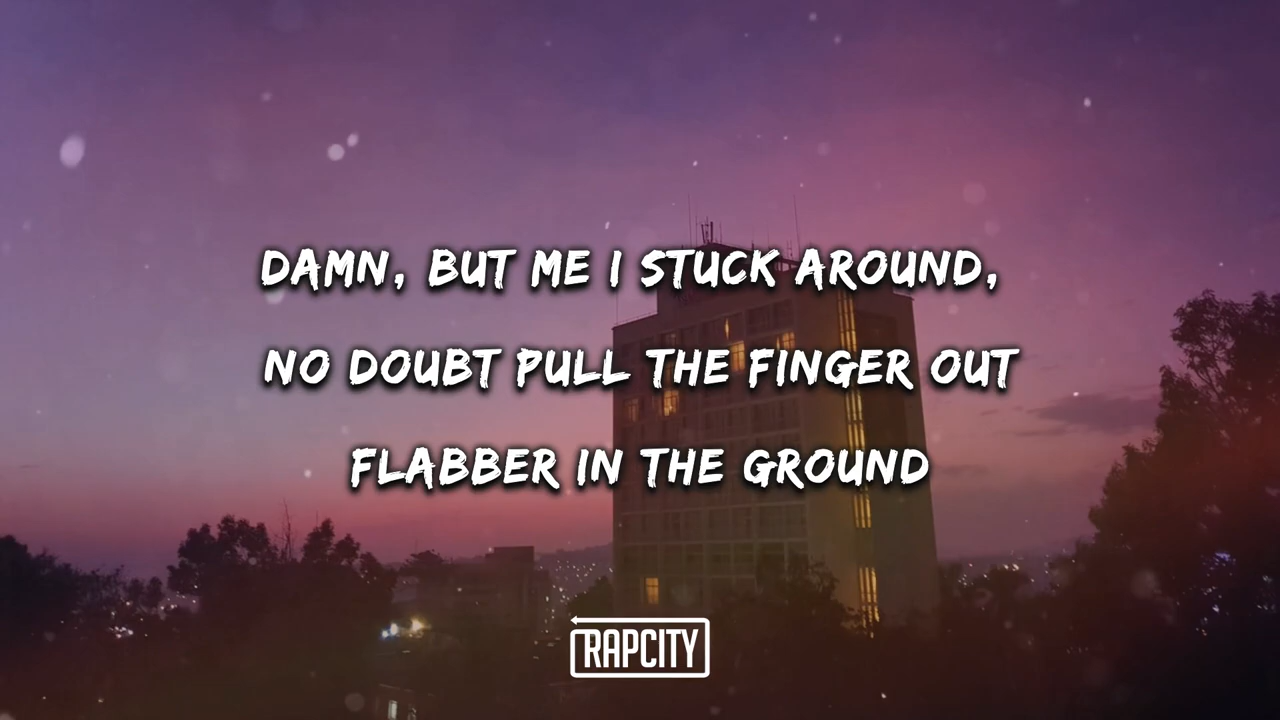 DAMN, BUT ME I STUCK AROUND,
NO DOUBT PULL THE FINGER OUT
FLABBER IN THE GROUND
RAPCITY